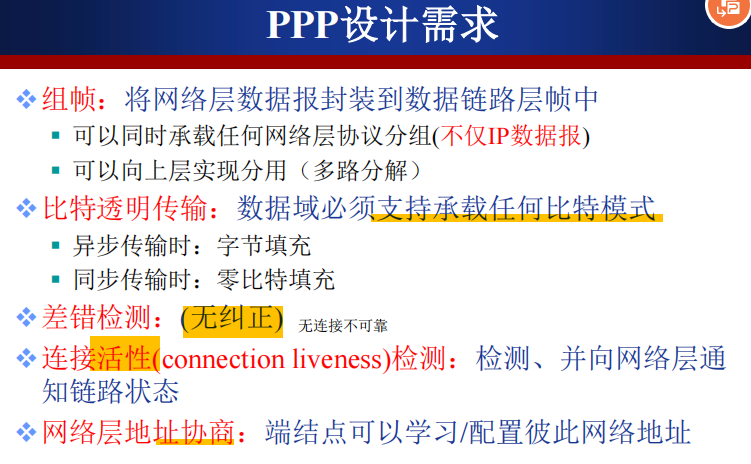 PPP设计需求
组帧：将网络层数据报封装到数据链路层帧中
可以同时承载任何网络层协议分组(不仅IP数据报)
可以向上层实现分用（多路分解）
比特透明传输：数据域必须支持承载任何比特模式
异步传输时：字节填充
同步传输时：零比特填充
差错检测：(无纠正) 无连接不可靠
连接活性(connection liveness)检测：检测、并向网络层通
知链路状态
网络层地址协商：端结点可以学习/配置彼此网络地址